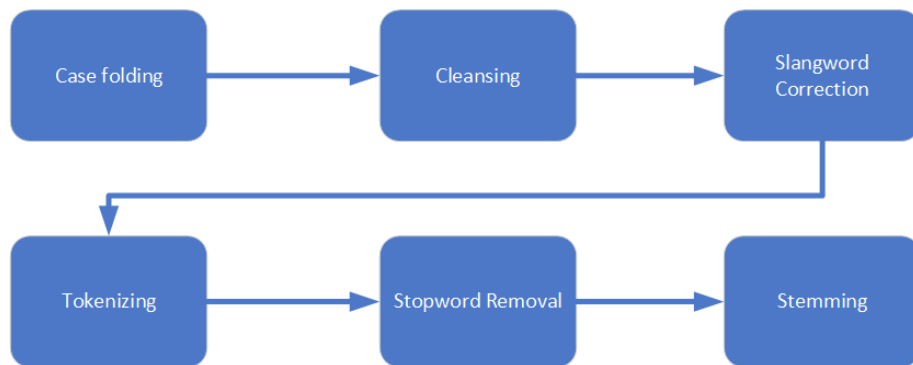 Case folding
Cleansing
Slangword
Correction
Tokenizing
Stopword Removal
Stemming